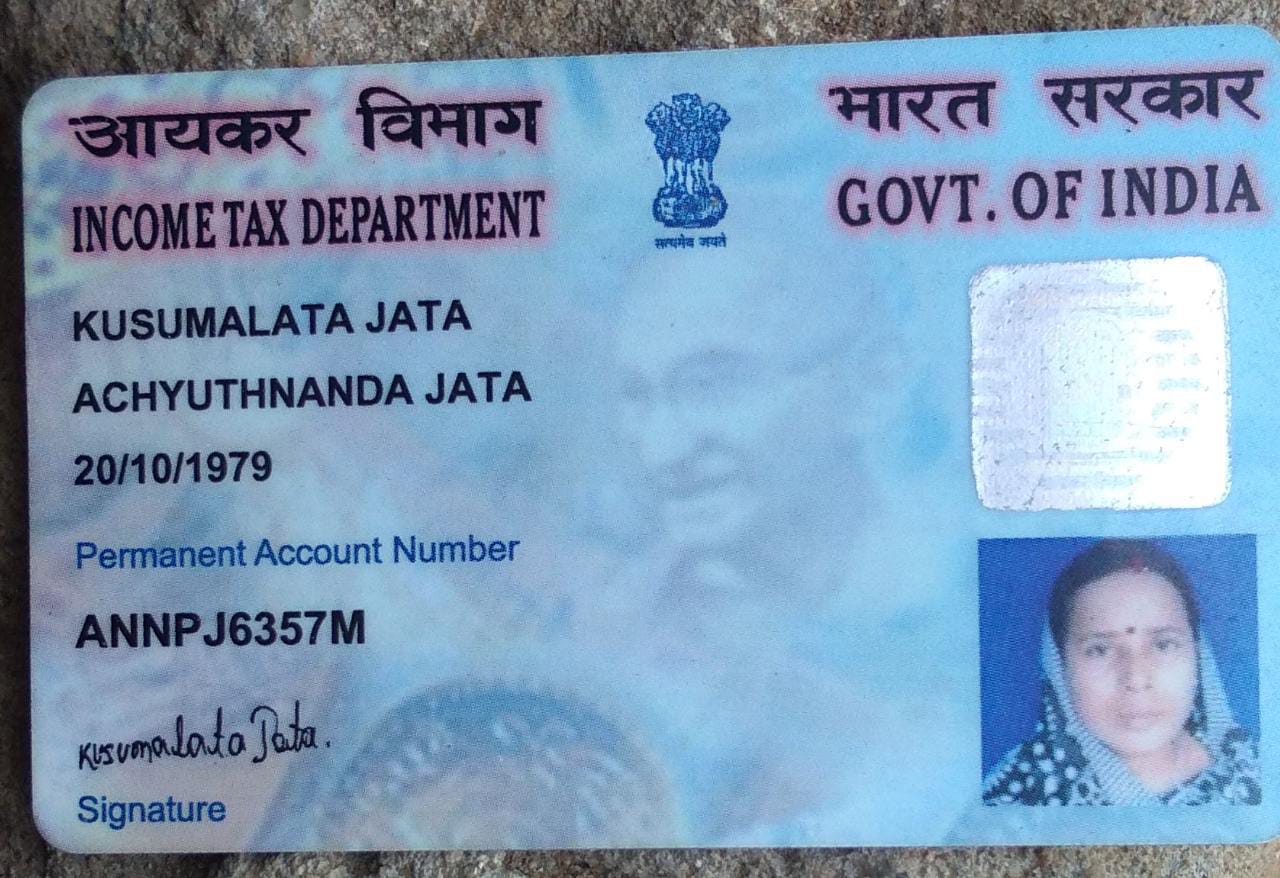 आयकर विभाग
INCOME TAX DEPARTMENT
सत्यमेव जयते
भारत सरकार
GOVT. OF INDIA
KUSUMALATA JATA
ACHYUTHNANDA JATA
20/10/1979
Permanent Account Number
ANNPJ6357M
Kusumalata Jata.
Signature